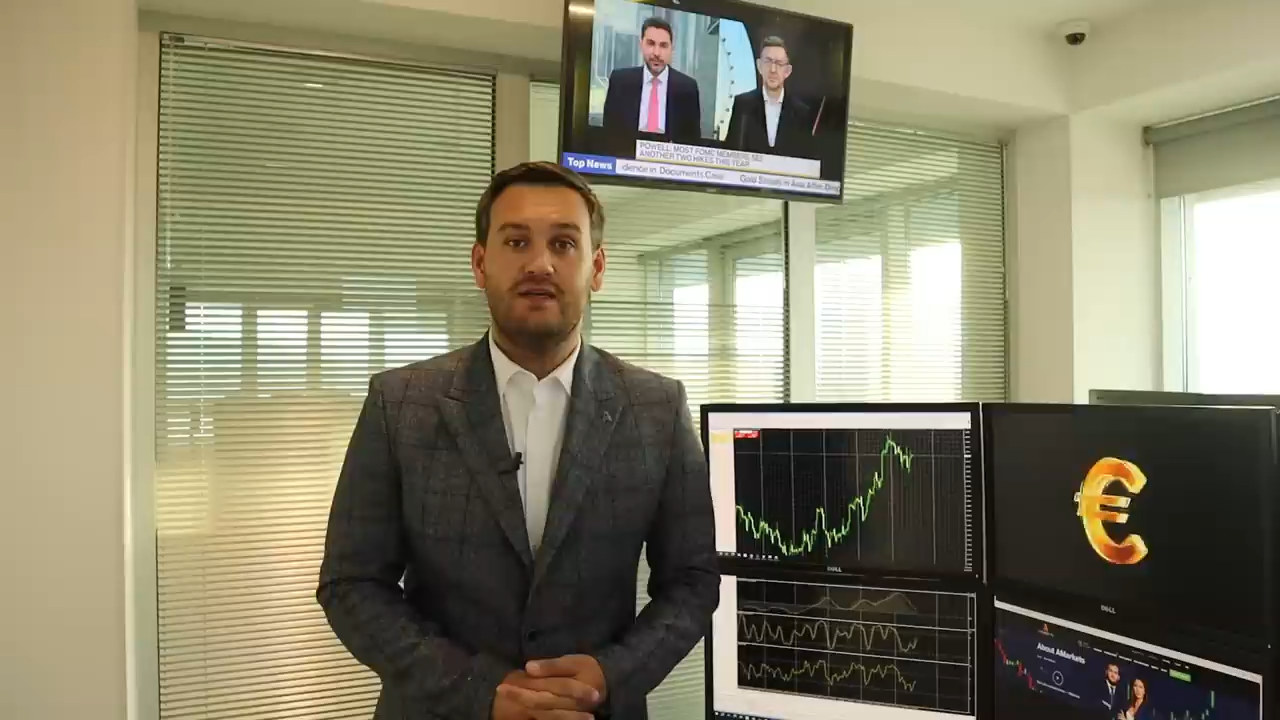 POWELL: MOST FOMC MEMBERS SEE
ANOTHER TWO HIKES THIS YEAR
Top News
dence in Documents Case
Gold Steady in Asia After
DELL
DELL
About AMarkets